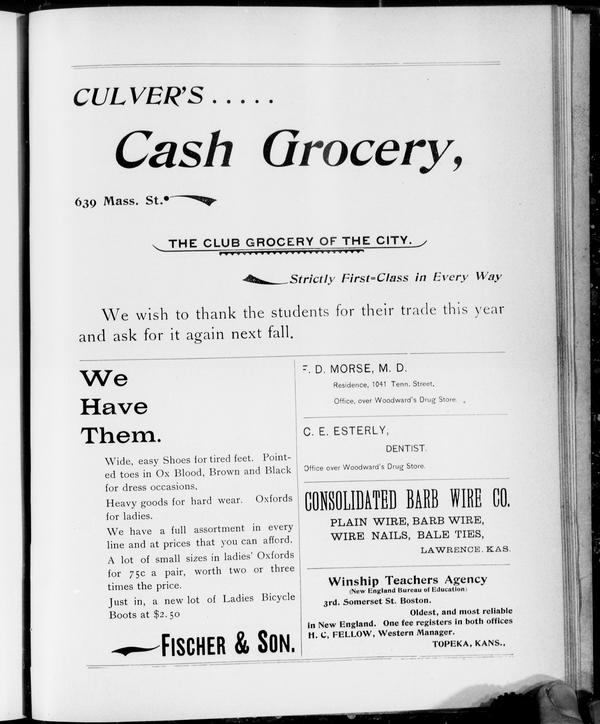 CULVER'S . . . . .
Cash Grocery,
639 Mass. St.
THE CLUB GROCERY OF THE CITY.
Strictly First=Class in Every Way
We wish to thank the students for their trade this year
and ask for it again next fall.
We
Have
Them.
Wide, easy Shoes for tired feet. Point-
ed toes in Ox Blood, Brown and Black
for dress occasions.
Heavy goods for hard wear. Oxfords
for ladies.
We have a full assortment in every
line and at prices that you can afford.
A lot of small sizes in ladies' Oxfords
for 75c a pair, worth two or three
times the price.
Just in, a new lot of Ladies Bicycle
Boots at $2.50
FISCHER & SON.
F. D. MORSE, M. D.
Residence, 1041 Tenn. Street.
Office, over Woodward's Drug Store.
C. E. ESTERLY,
DENTIST.
Office over Woodward's Drug Store.
CONSOLIDATED BARB WIRE CO.
PLAIN WIRE, BARB WIRE,
WIRE NAILS, BALE TIES,
LAWRENCE, KAS.
Winship Teachers Agency
(New England Bureau of Education)
3rd. Somerset St. Boston.
Oldest, and most reliable
in New England. One fee registers in both offices
H. C, FELLOW, Western Manager.
TOPEKA, KANS.,